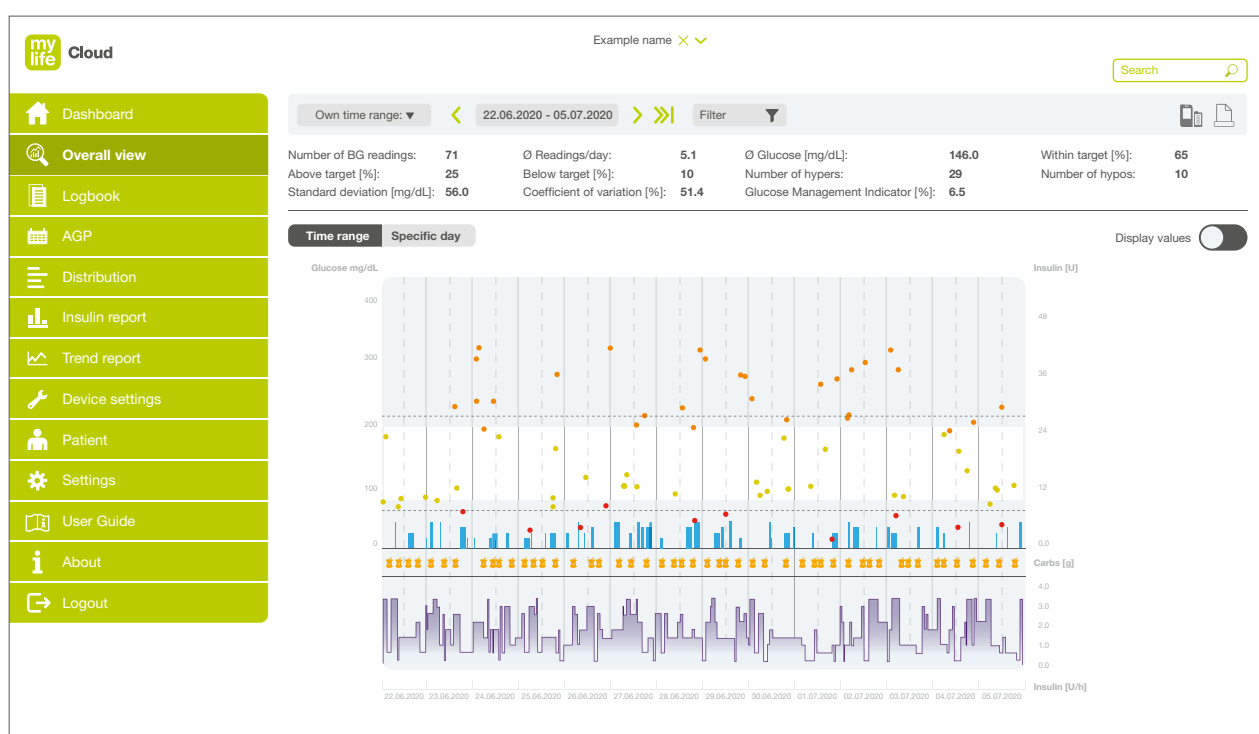 my
life
Cloud
Example name
Search
Dashboard
Overall view
Logbook
AGP
Distribution
Insulin report
Trend report
Device settings
Patient
Settings
User Guide
About
Logout
Own time range: 22.06.2020 - 05.07.2020 Filter
Number of BG readings: 71 Ø Readings/day: 5.1 Ø Glucose [mg/dL]: 146.0 Within target [%]: 65
Above target [%]: 25 Below target [%]: 10 Number of hypers: 29 Number of hypos: 10
Standard deviation [mg/dL]: 56.0 Coefficient of variation [%]: 51.4 Glucose Management Indicator [%]: 6.5
Time range Specific day Display values
Glucose mg/dL Insulin [U]
400
48
300
36
200
24
100
12
0
0.0
Carbs [g]
4.0
3.0
2.0
1.0
0.0
Insulin [U/h]
22.06.2020 23.06.2020 24.06.2020 25.06.2020 26.06.2020 27.06.2020 28.06.2020 29.06.2020 30.06.2020 01.07.2020 02.07.2020 03.07.2020 04.07.2020 05.07.2020